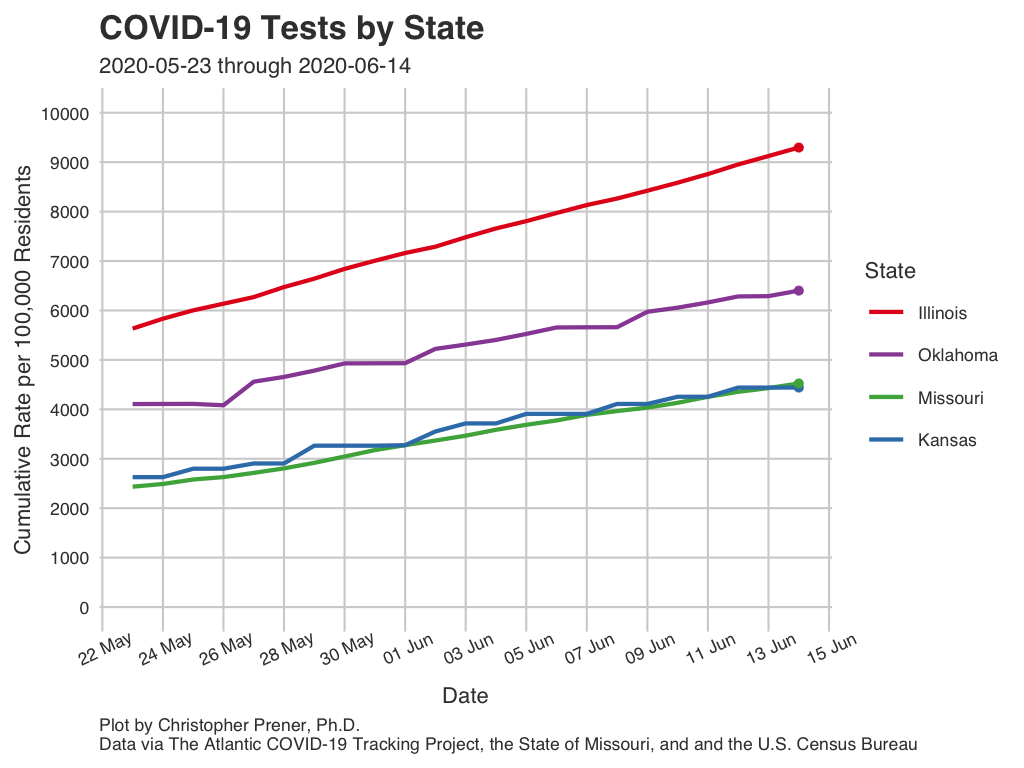 COVID-19 Tests by State
2020-05-23 through 2020-06-14
Cumulative Rate per 100,000 Residents
10000
9000
8000
7000
6000
5000
4000
3000
2000
1000
0
22 May
24 May
26 May
28 May
30 May
01 Jun
03 Jun
05 Jun
07 Jun
09 Jun
11 Jun
13 Jun
15 Jun
Date
State
Illinois
Oklahoma
Missouri
Kansas
Plot by Christopher Prener, Ph.D.
Data via The Atlantic COVID-19 Tracking Project, the State of Missouri, and and the U.S. Census Bureau